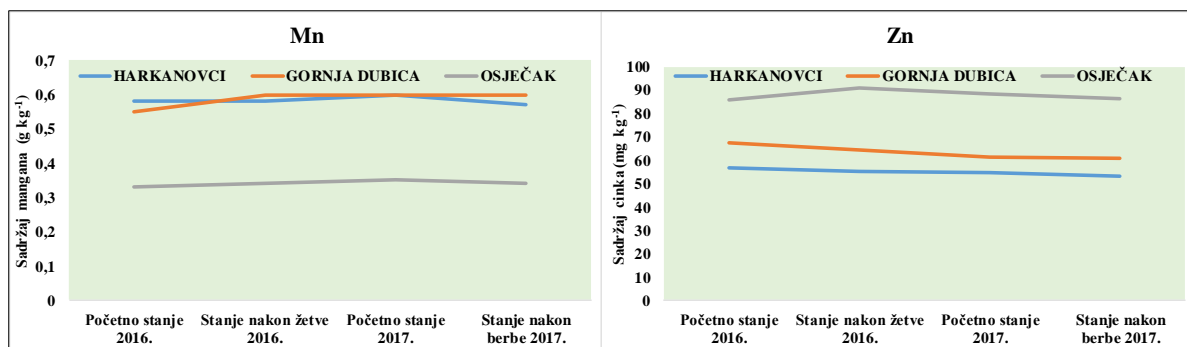 Mn
HARKANOVCI GORNJA DUBICA OSJEČAK
Sadržaj mangana (g kg-1)
0,7
0,6
0,5
0,4
0,3
0,2
0,1
0
Početno stanje Stanje nakon žetve Početno stanje Stanje nakon
2016. 2016. 2017. berbe 2017.
Zn
HARKANOVCI GORNJA DUBICA OSJEČAK
Sadržaj cinka (mg kg-1)
100
90
80
70
60
50
40
30
20
10
0
Početno stanje Stanje nakon žetve Početno stanje Stanje nakon
2016. 2016. 2017. berbe 2017.